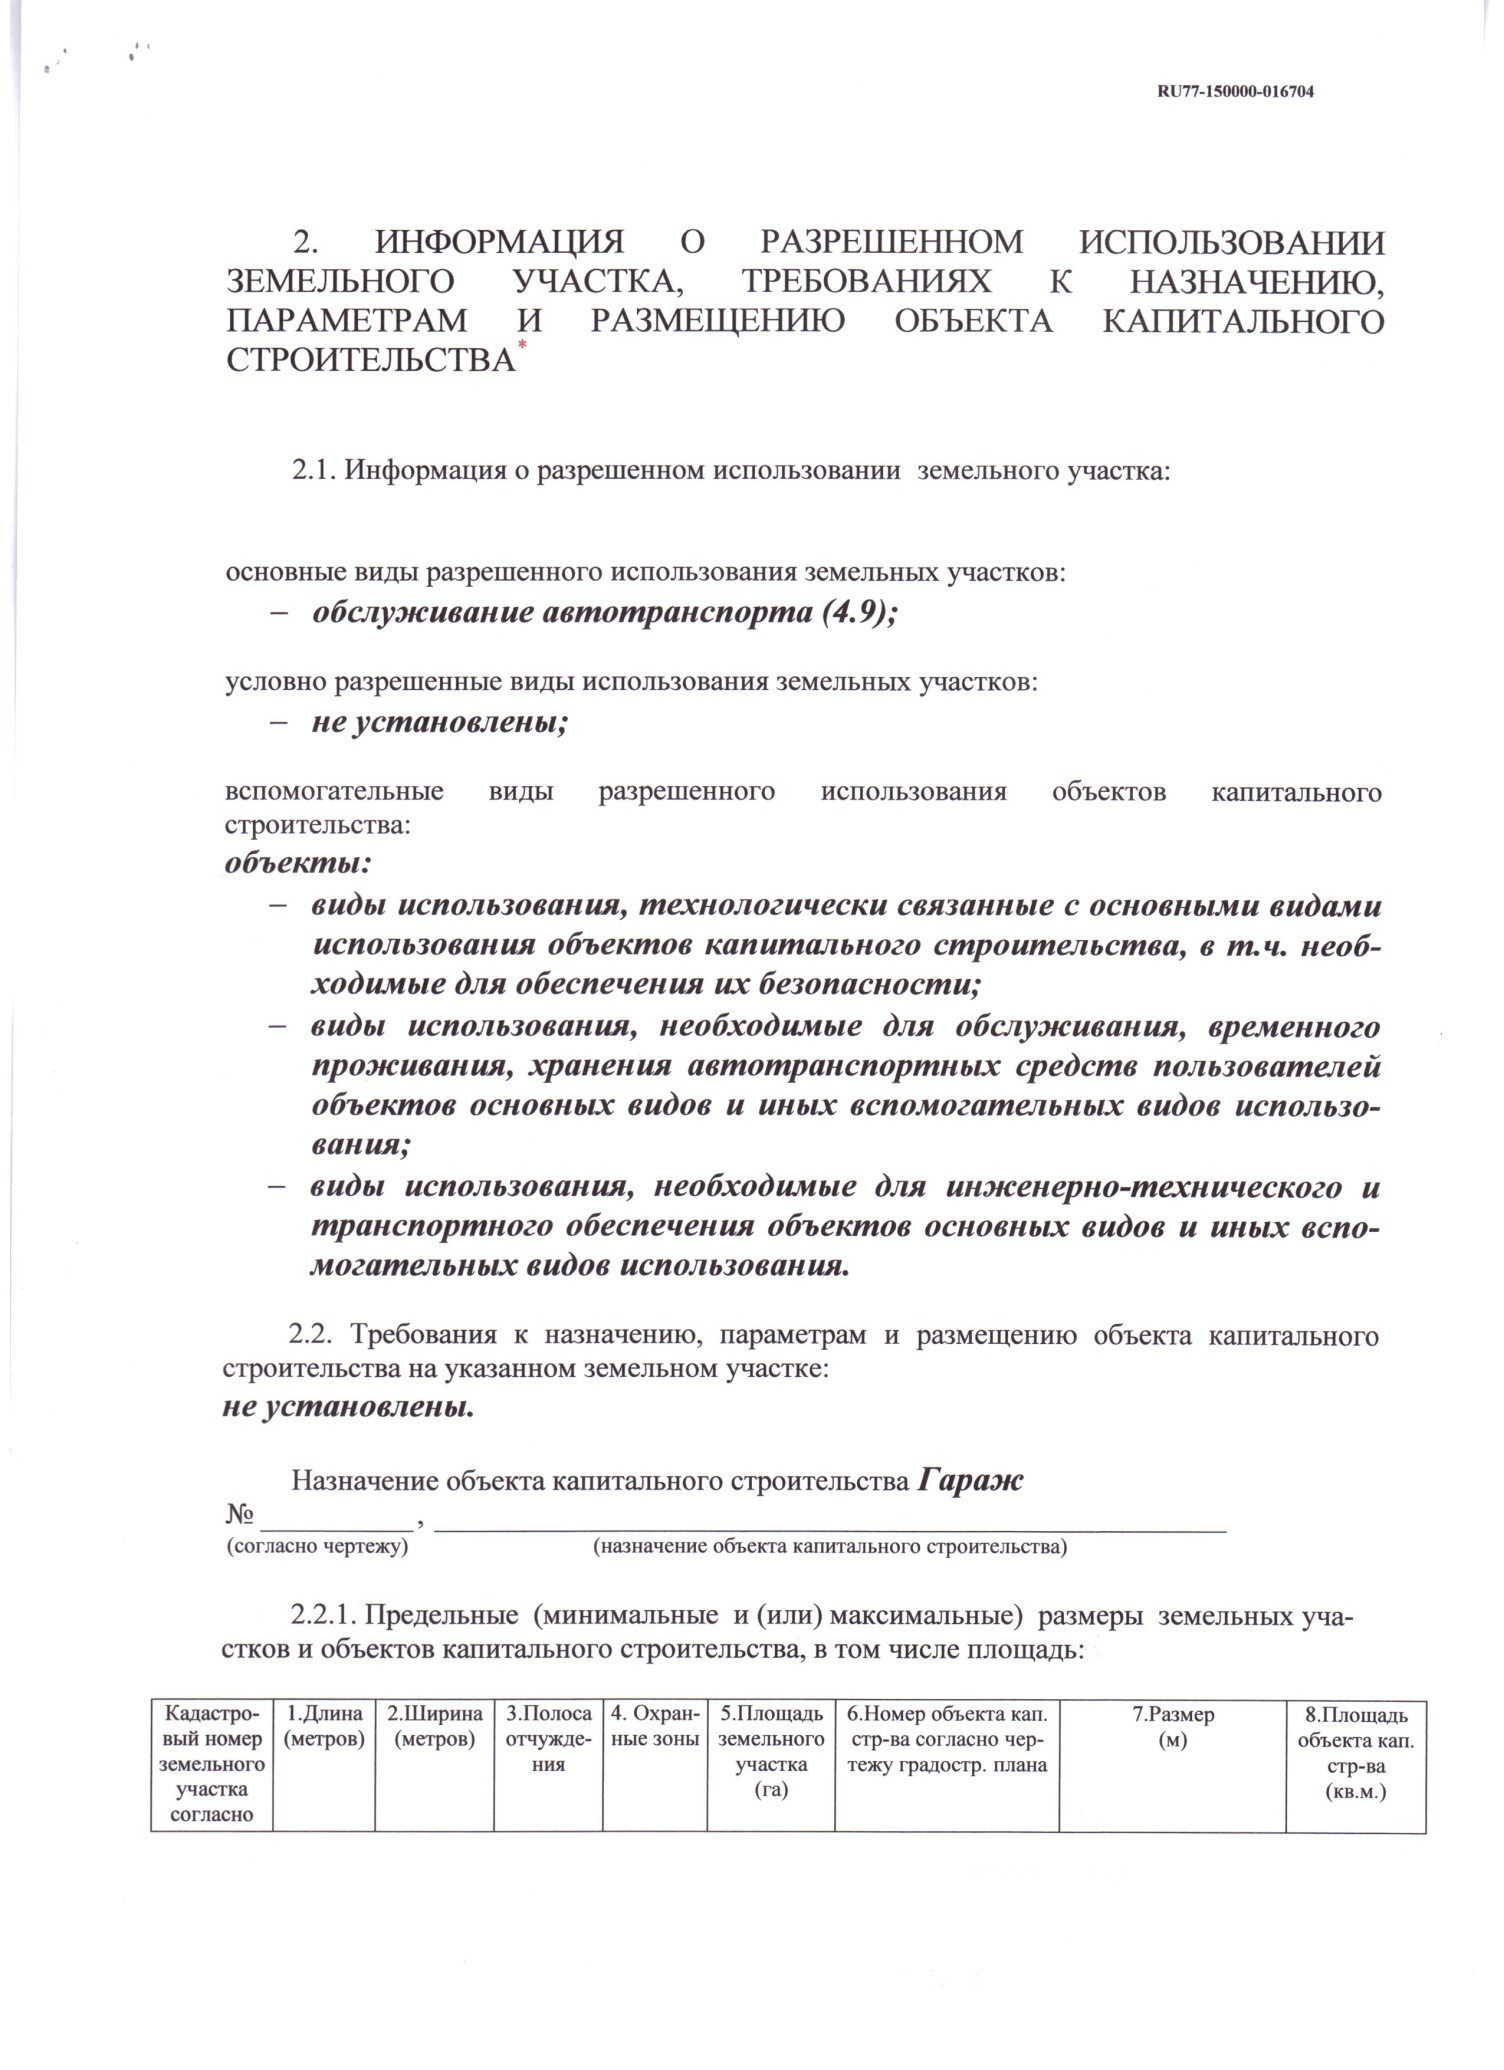 RU77-150000-016704
2. ИНФОРМАЦИЯ О РАЗРЕШЕННОМ ИСПОЛЬЗОВАНИИ
ЗЕМЕЛЬНОГО УЧАСТКА, ТРЕБОВАНИЯХ К НАЗНАЧЕНИЮ,
ПАРАМЕТРАМ И РАЗМЕЩЕНИЮ ОБЪЕКТА КАПИТАЛЬНОГО
СТРОИТЕЛЬСТВА*
2.1. Информация о разрешенном использовании земельного участка:
основные виды разрешенного использования земельных участков:
– обслуживание автотранспорта (4.9);
условно разрешенные виды использования земельных участков:
– не установлены;
вспомогательные виды разрешенного использования объектов капитального
строительства:
объекты:
– виды использования, технологически связанные с основными видами
использования объектов капитального строительства, в т.ч. необ-
ходимые для обеспечения их безопасности;
– виды использования, необходимые для обслуживания, временного
проживания, хранения автотранспортных средств пользователей
объектов основных видов и иных вспомогательных видов использо-
вания;
– виды использования, необходимые для инженерно-технического и
транспортного обеспечения объектов основных видов и иных вспо-
могательных видов использования.
2.2. Требования к назначению, параметрам и размещению объекта капитального
строительства на указанном земельном участке:
не установлены.
Назначение объекта капитального строительства Гараж
№ ___________, _________________________________________________________
(согласно чертежу) (назначение объекта капитального строительства)
2.2.1. Предельные (минимальные и (или) максимальные) размеры земельных уча-
стков и объектов капитального строительства, в том числе площадь:
Кадастро-
вый номер
земельного
участка
согласно
1.Длина
(метров)
2.Ширина
(метров)
3.Полоса
отчужде-
ния
4. Охран-
ные зоны
5.Площадь
земельного
участка
(га)
6.Номер объекта кап.
стр-ва согласно чер-
тежу градостр. плана
7.Размер
(м)
8.Площадь
объекта кап.
стр-ва
(кв.м.)